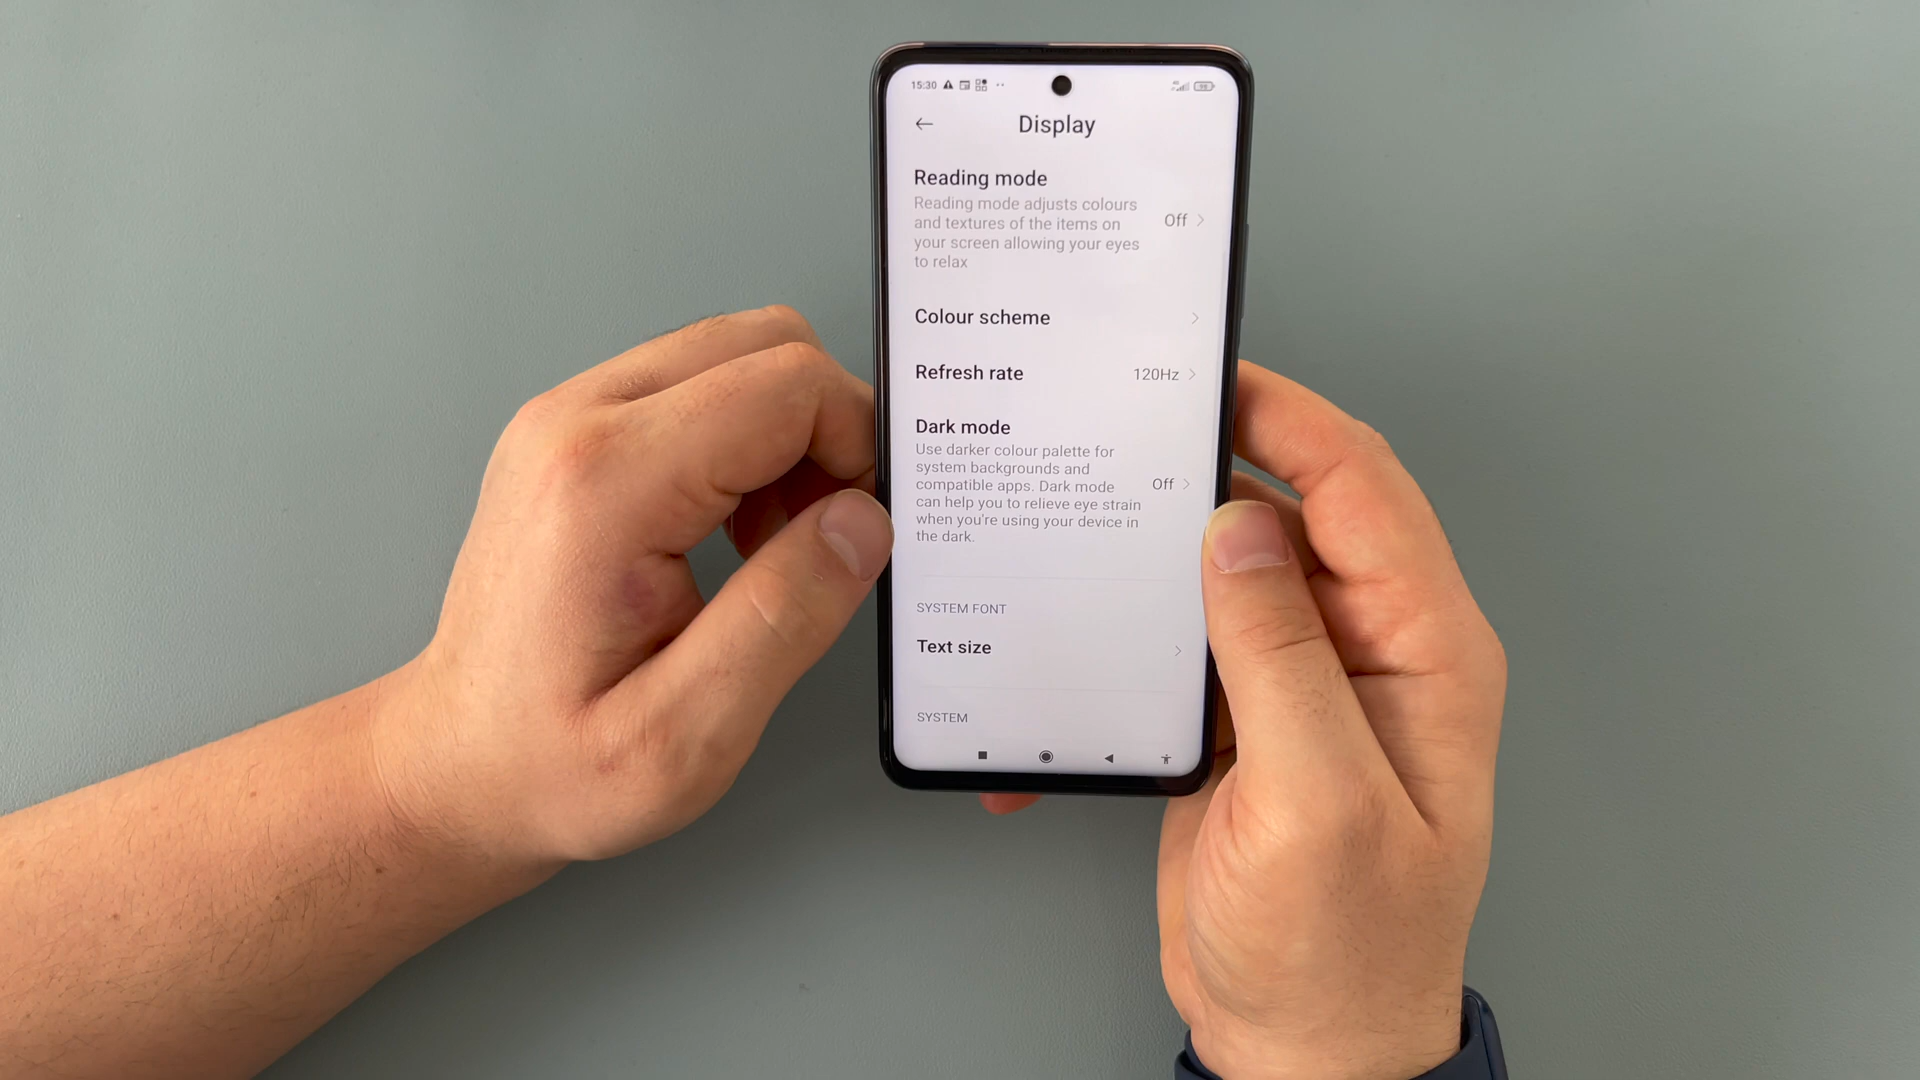 15:30
Display
Reading mode
Reading mode adjusts colours
and textures of the items on
your screen allowing your eyes
to relax
Off
Colour scheme
Refresh rate
120Hz
Dark mode
Use darker colour palette for
system backgrounds and
compatible apps. Dark mode
can help you to relieve eye strain
when you're using your device in
the dark.
Off
SYSTEM FONT
Text size
SYSTEM